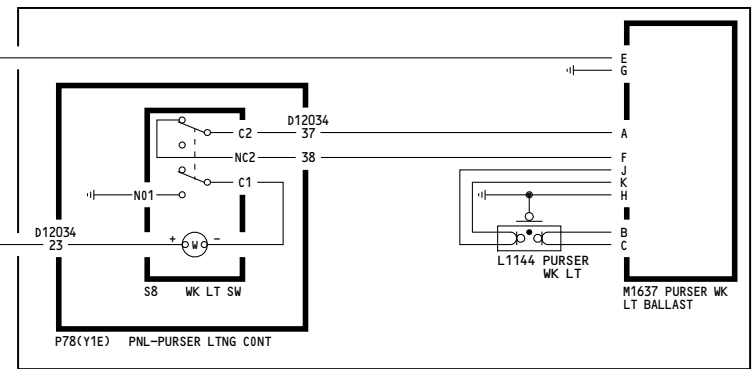 E
G
D12034
C2 37 A
NC2 38 F
J
C1 K
N01 H
D12034
23 + W - B
C
L1144 PURSER
WK LT
S8 WK LT SW
M1637 PURSER WK
LT BALLAST
P78(Y1E) PNL-PURSER LTNG CONT